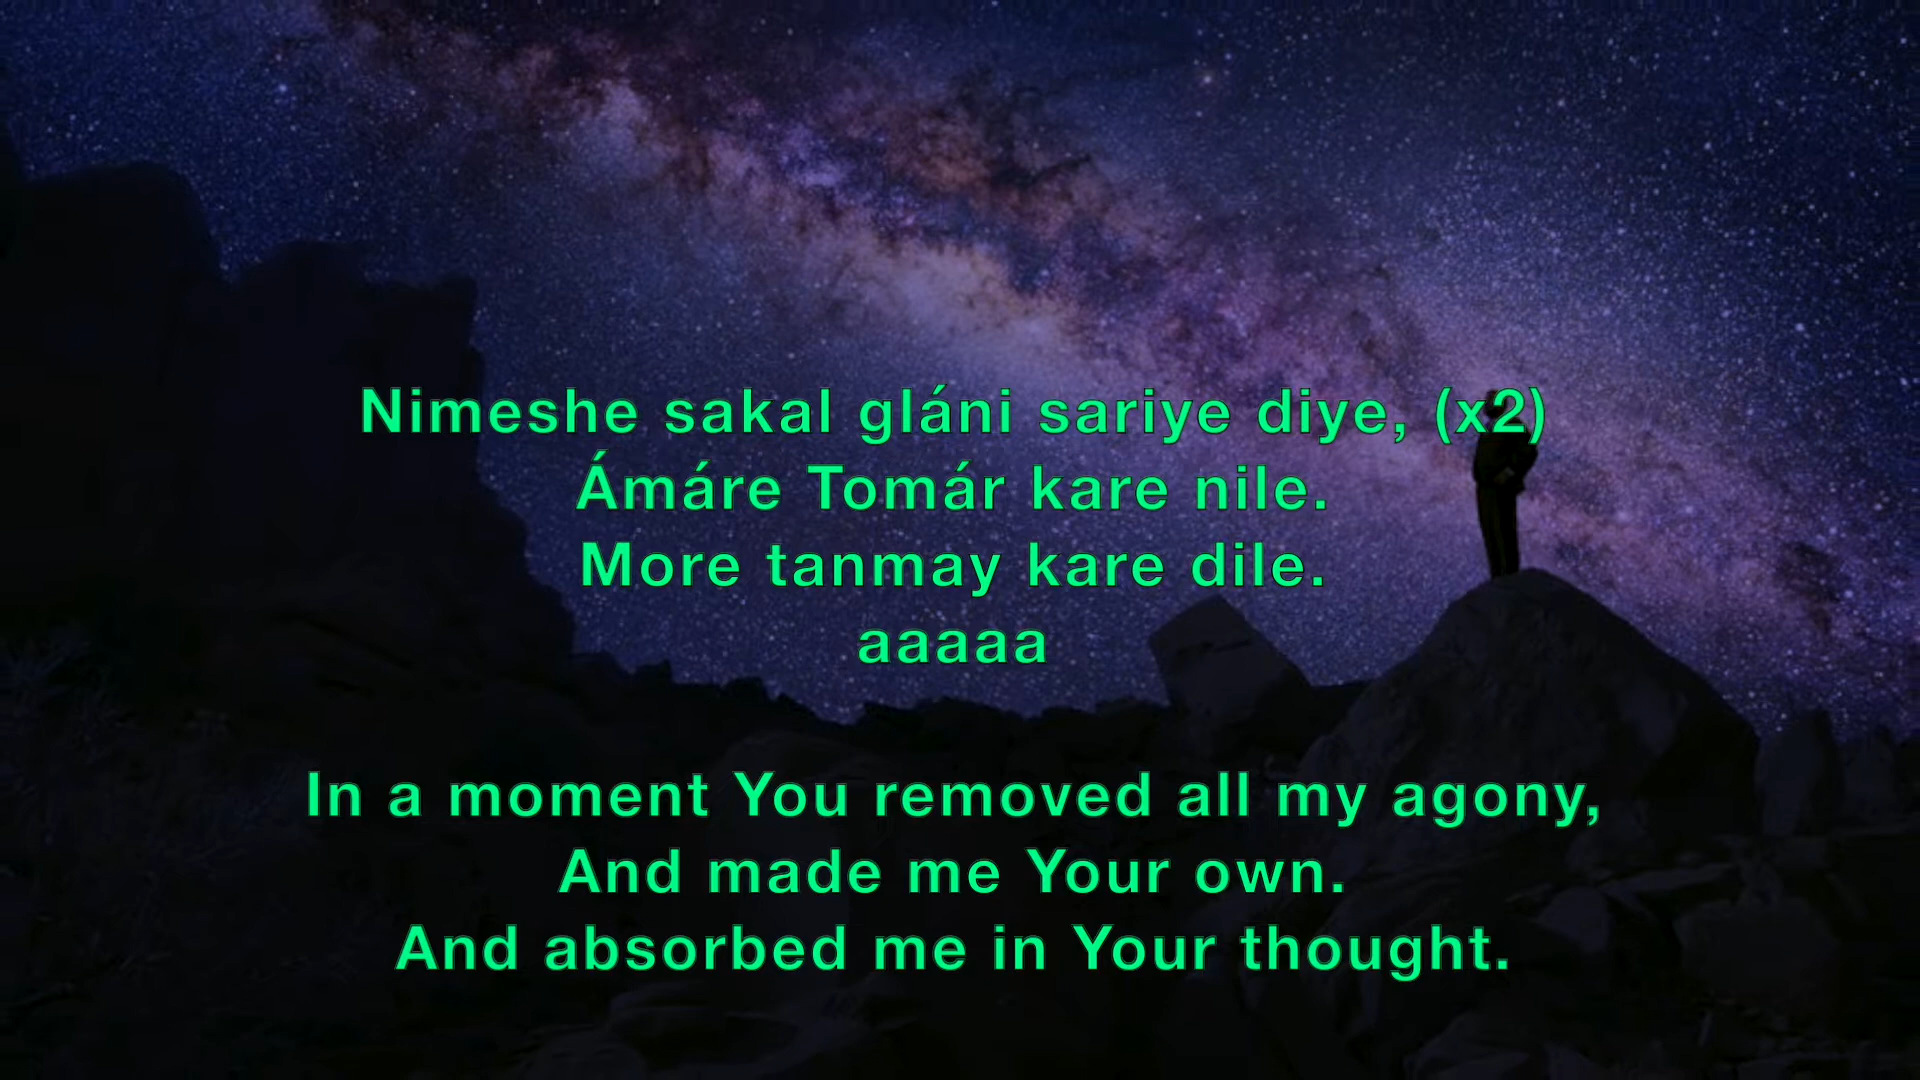 Nimeshe sakal gláni sariye diye, (x2)
Ámáre Tomár kare nile.
More tanmay kare dile.
aaaaa
In a moment You removed all my agony,
And made me Your own.
And absorbed me in Your thought.